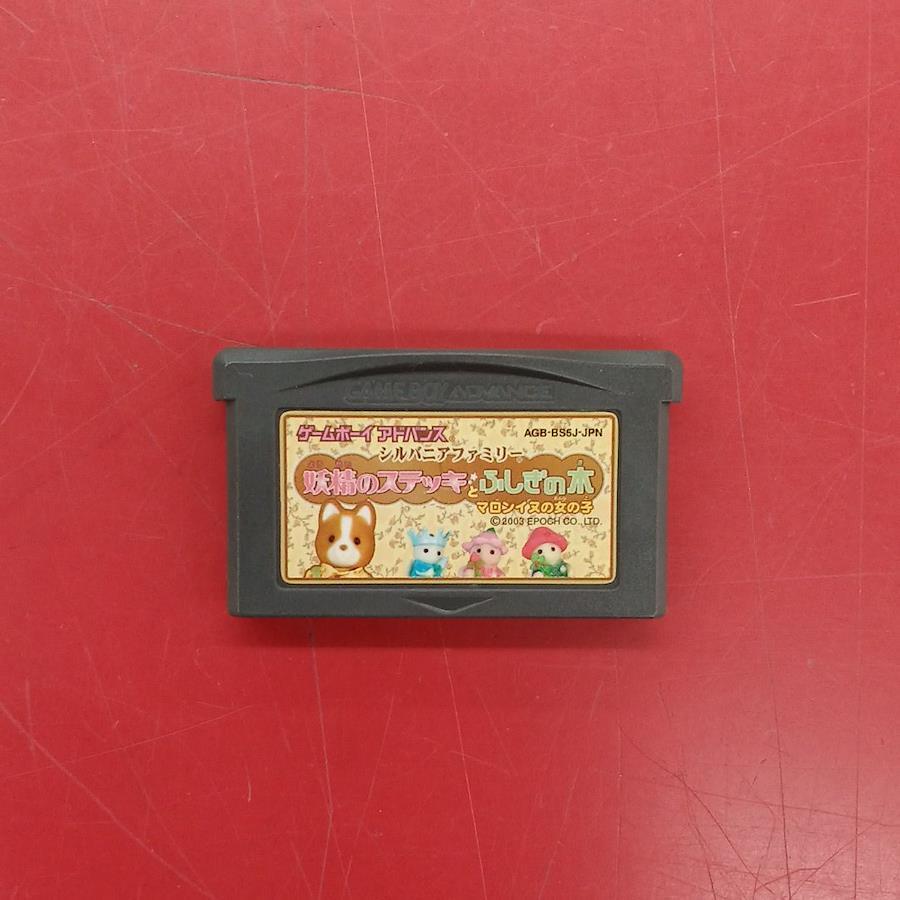 GAME BOY ADVANCE
ゲームボーイアドバンス
AGB-BS5J-JPN
シルバニアファミリー
妖精のステッキとふしぎの木
マロンイヌの女の子
©2003 EPOCH CO., LTD.